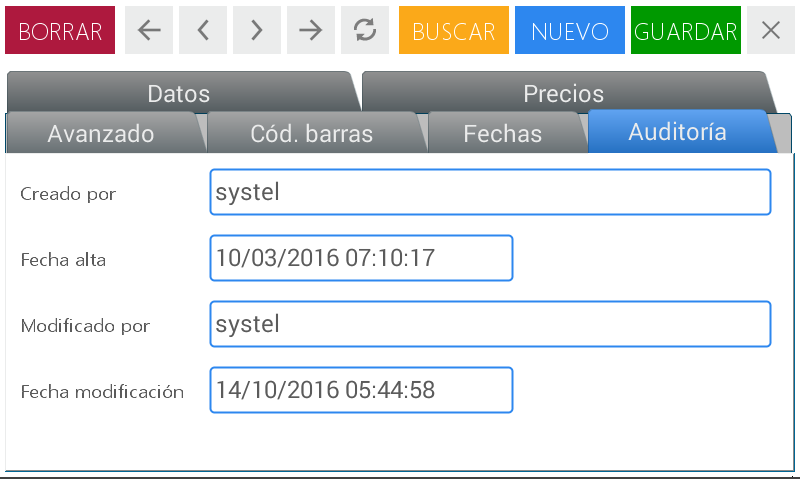 BORRAR BUSCAR NUEVO GUARDAR
Datos Precios
Avanzado Cód. barras Fechas Auditoría
Creado por systel
Fecha alta 10/03/2016 07:10:17
Modificado por systel
Fecha modificación 14/10/2016 05:44:58